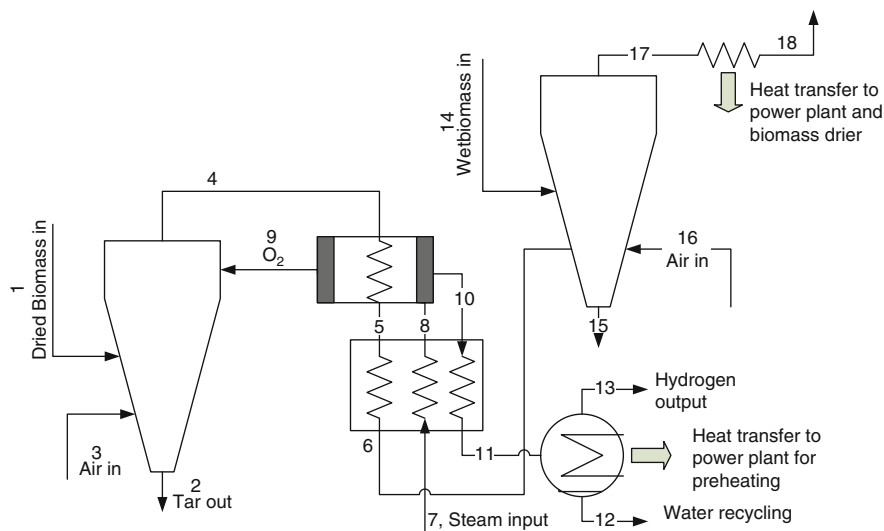 17
18
Heat transfer to
power plant and
biomass drier
14
Wetbiomass in
4
9
O2
16
Air in
1
Dried Biomass in
10
5
8
15
13
Hydrogen
output
6
11
Heat transfer to
power plant for
preheating
3
Air in
2
Tar out
7, Steam input
12
Water recycling